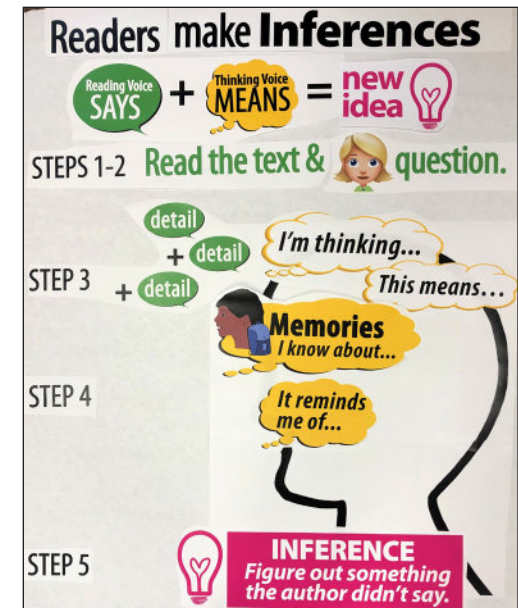 Readers make Inferences
Reading Voice
SAYS
+
Thinking Voice
MEANS
=
new
idea
STEPS 1-2 Read the text & question.
detail
+ detail
STEP 3 + detail
I'm thinking...
This means...
Memories
I know about...
STEP 4
It reminds
me of...
STEP 5
INFERENCE
Figure out something
the author didn't say.